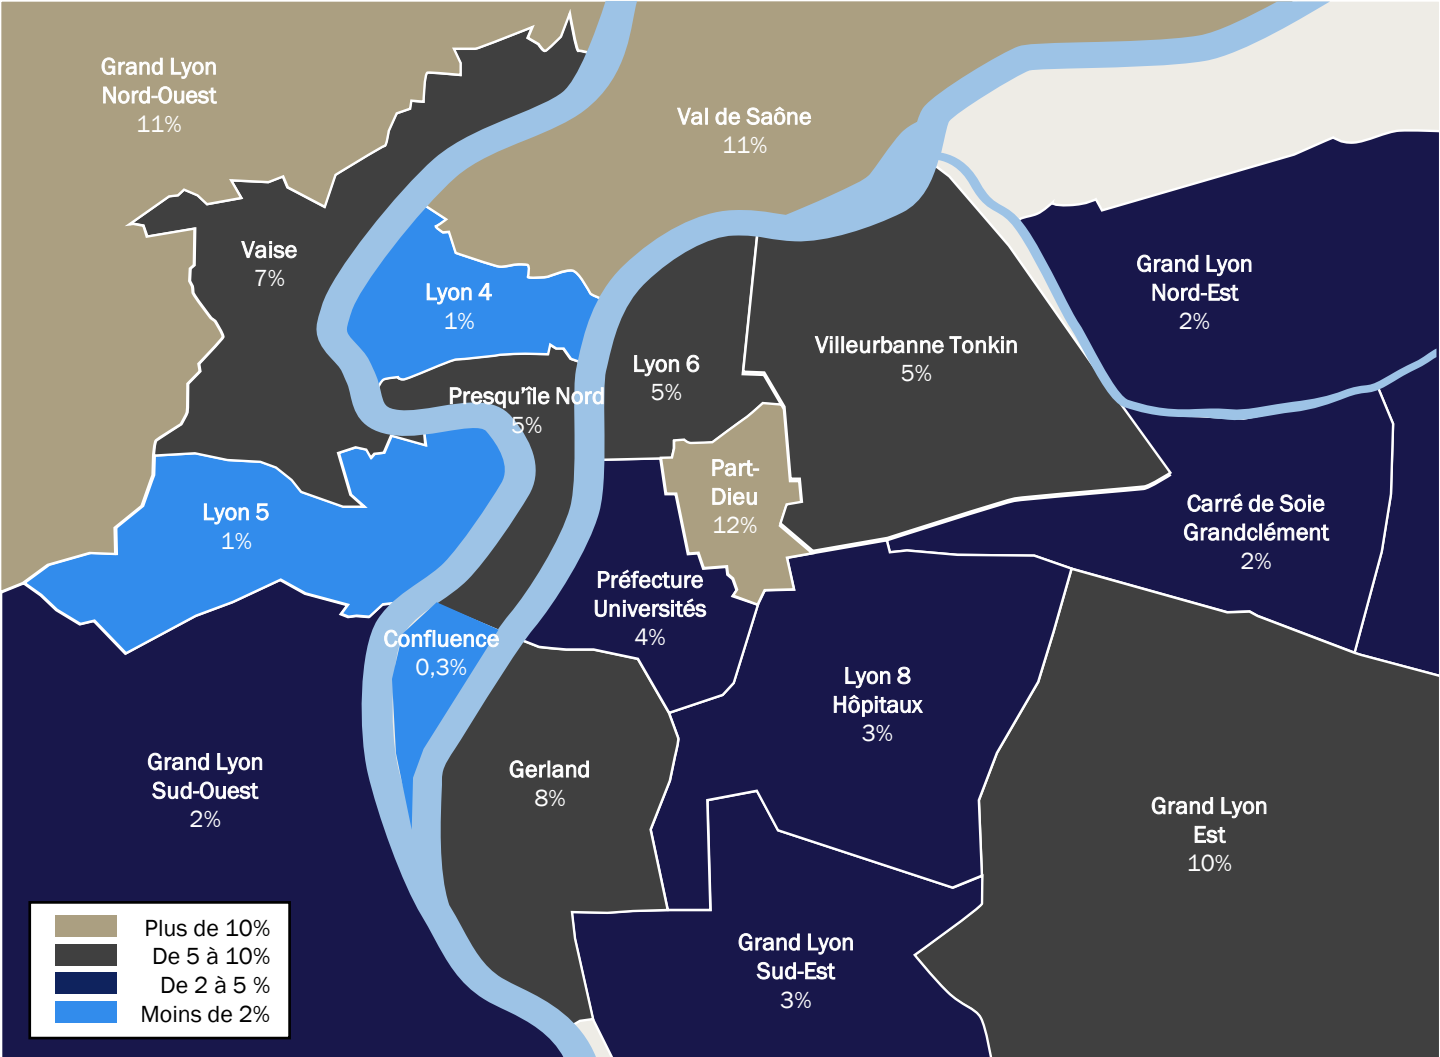 Grand Lyon
Nord-Ouest
11%
Val de Saône
11%
Vaise
7%
Lyon 4
1%
Grand Lyon
Nord-Est
2%
Lyon 6
5%
Villeurbanne Tonkin
5%
Presqu'île Nord
5%
Part-
Dieu
12%
Lyon 5
1%
Carré de Soie
Grandclément
2%
Préfecture
Universités
4%
Confluence
0,3%
Lyon 8
Hôpitaux
3%
Grand Lyon
Sud-Ouest
2%
Gerland
8%
Grand Lyon
Est
10%
Grand Lyon
Sud-Est
3%
Plus de 10%
De 5 à 10%
De 2 à 5 %
Moins de 2%